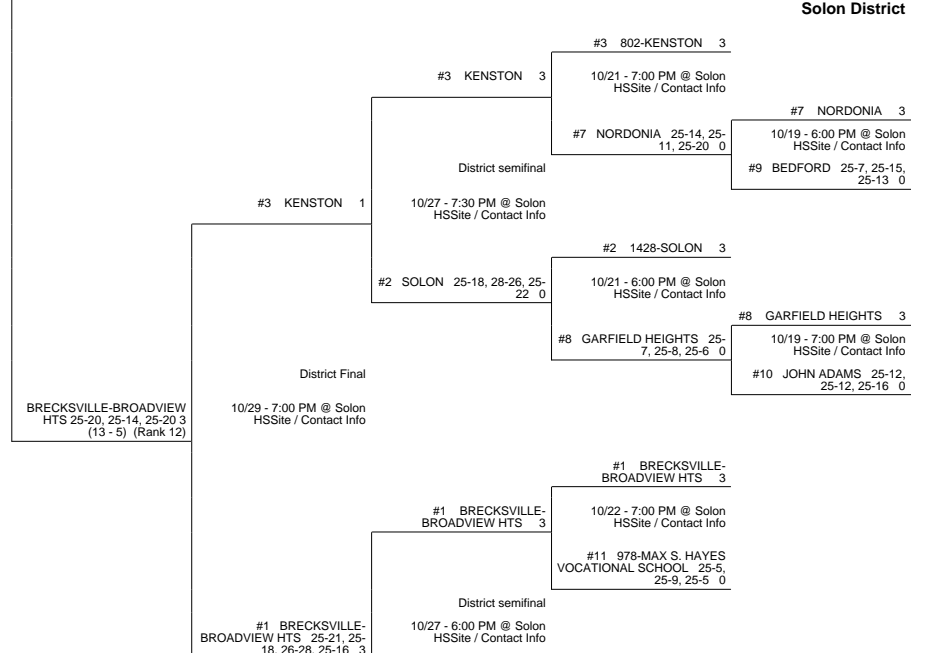 Solon District
#3 802-KENSTON 3
#3 KENSTON 3
10/21 - 7:00 PM @ Solon
HSSite / Contact Info
#7 NORDONIA 3
#7 NORDONIA 25-14, 25-
11, 25-20 0
10/19 - 6:00 PM @ Solon
HSSite / Contact Info
District semifinal
#9 BEDFORD 25-7, 25-15,
25-13 0
#3 KENSTON 1
10/27 - 7:30 PM @ Solon
HSSite / Contact Info
#2 1428-SOLON 3
#2 SOLON 25-18, 28-26, 25-
22 0
10/21 - 6:00 PM @ Solon
HSSite / Contact Info
#8 GARFIELD HEIGHTS 3
#8 GARFIELD HEIGHTS 25-
7, 25-8, 25-6 0
10/19 - 7:00 PM @ Solon
HSSite / Contact Info
District Final
#10 JOHN ADAMS 25-12,
25-12, 25-16 0
BRECKSVILLE-BROADVIEW
HTS 25-20, 25-14, 25-20 3
(13 - 5) (Rank 12)
10/29 - 7:00 PM @ Solon
HSSite / Contact Info
#1 BRECKSVILLE-
BROADVIEW HTS 3
#1 BRECKSVILLE-
BROADVIEW HTS 3
10/22 - 7:00 PM @ Solon
HSSite / Contact Info
#11 978-MAX S. HAYES
VOCATIONAL SCHOOL 25-5,
25-9, 25-5 0
District semifinal
#1 BRECKSVILLE-
BROADVIEW HTS 25-21, 25-
18, 26-28, 25-16 3
10/27 - 6:00 PM @ Solon
HSSite / Contact Info